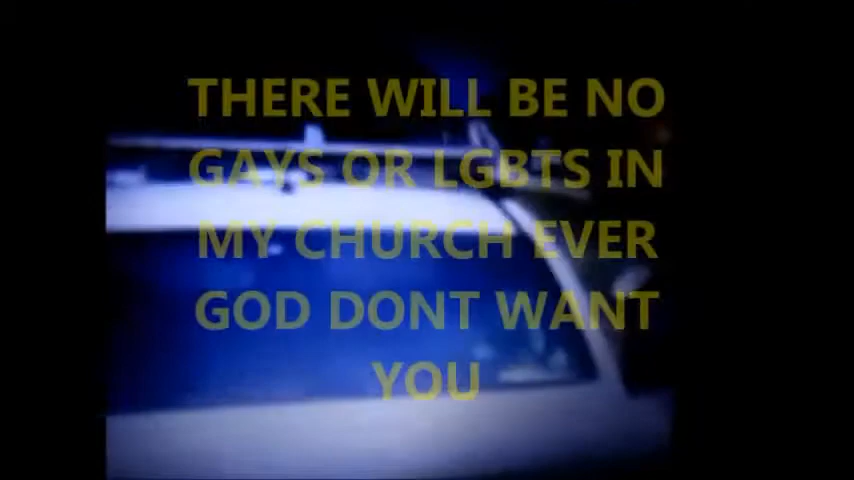 THERE WILL BE NO
GAYS OR LGBTS IN
MY CHURCH EVER
GOD DONT WANT
YOU